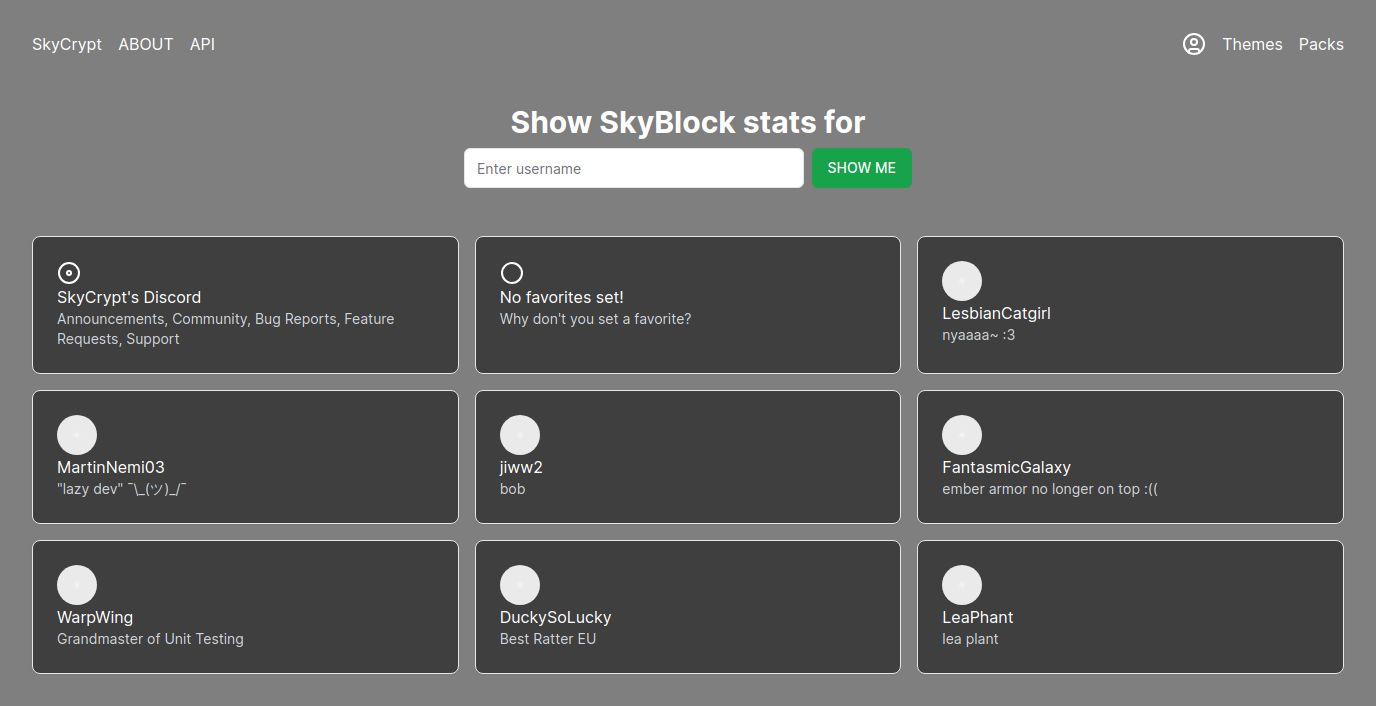 SkyCrypt ABOUT API Themes Packs
Show SkyBlock stats for
Enter username SHOW ME
SkyCrypt's Discord
Announcements, Community, Bug Reports, Feature
Requests, Support
No favorites set!
Why don't you set a favorite?
LesbianCatgirl
nyaaaa~ :3
MartinNemi03
"lazy dev" ¯\_(ツ)_/¯
jiww2
bob
FantasmicGalaxy
ember armor no longer on top :((
WarpWing
Grandmaster of Unit Testing
DuckySoLucky
Best Ratter EU
LeaPhant
lea plant